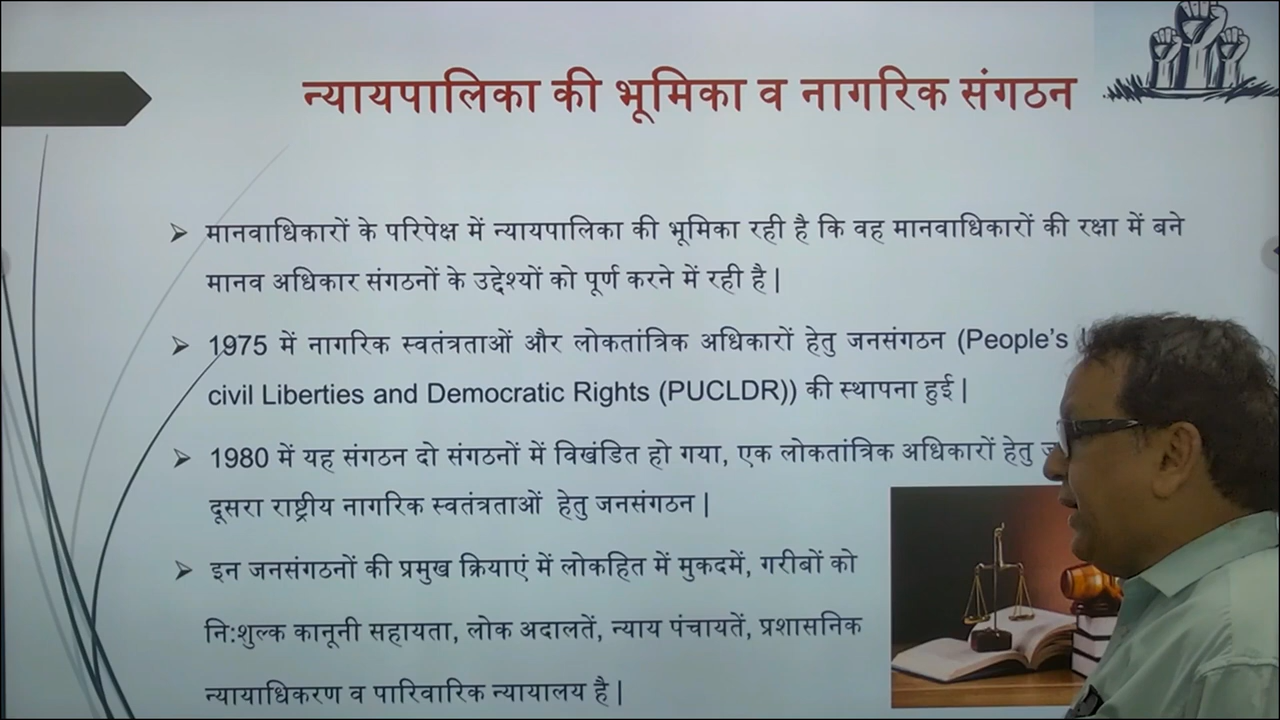 न्यायपालिका की भूमिका व नागरिक संगठन
मानवाधिकारों के परिपेक्ष में न्यायपालिका की भूमिका रही है कि वह मानवाधिकारों की रक्षा में बने
मानव अधिकार संगठनों के उद्देश्यों को पूर्ण करने में रही है |
1975 में नागरिक स्वतंत्रताओं और लोकतांत्रिक अधिकारों हेतु जनसंगठन (People’s
civil Liberties and Democratic Rights (PUCLDR)) की स्थापना हुई |
1980 में यह संगठन दो संगठनों में विखंडित हो गया, एक लोकतांत्रिक अधिकारों हेतु
दूसरा राष्ट्रीय नागरिक स्वतंत्रताओं हेतु जनसंगठन |
इन जनसंगठनों की प्रमुख क्रियाएं में लोकहित में मुकदमें, गरीबों को
नि:शुल्क कानूनी सहायता, लोक अदालतें, न्याय पंचायतें, प्रशासनिक
न्यायाधिकरण व पारिवारिक न्यायालय है |